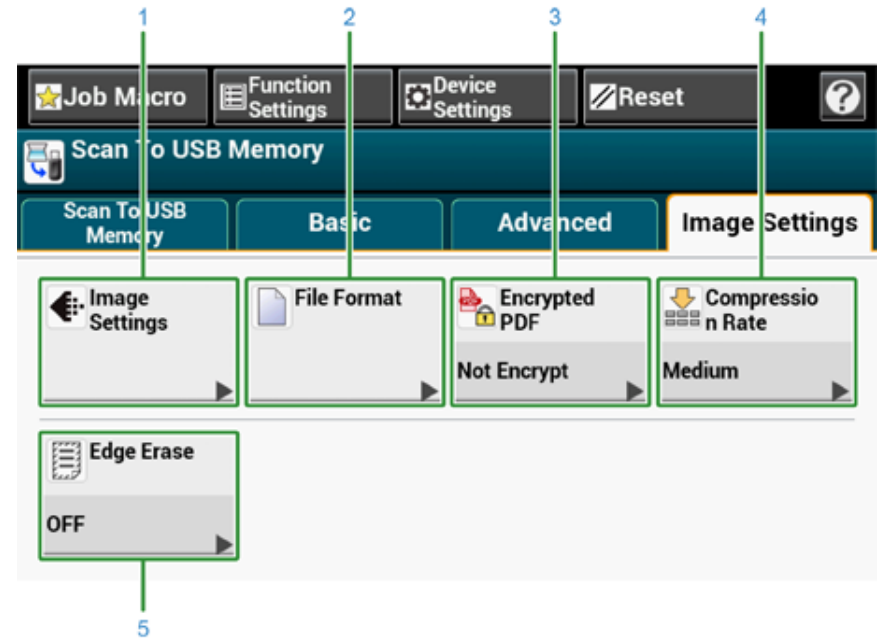 1 2 3 4
Job Macro Function Settings Device Settings Reset ?
Scan To USB Memory
Scan To USB Memory Basic Advanced Image Settings
Image Settings
File Format
Encrypted PDF
Compressio
n Rate
Not Encrypt
Medium
Edge Erase
OFF
5